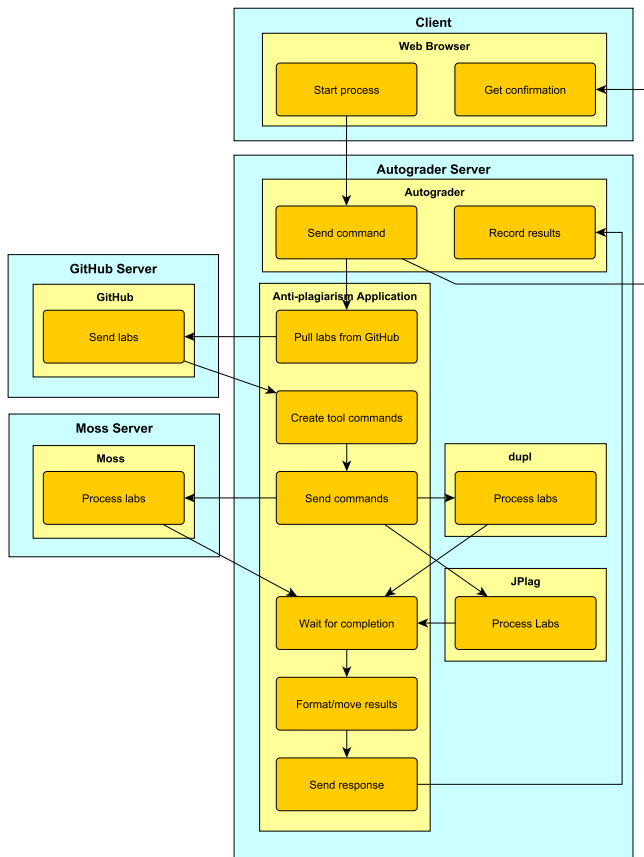 Client
Web Browser
Start process
Get confirmation
Autograder Server
Autograder
Send command
Record results
GitHub Server
GitHub
Send labs
Anti-plagiarism Application
Pull labs from GitHub
Create tool commands
Moss Server
Moss
Process labs
Send commands
dupl
Process labs
JPlag
Process Labs
Wait for completion
Format/move results
Send response